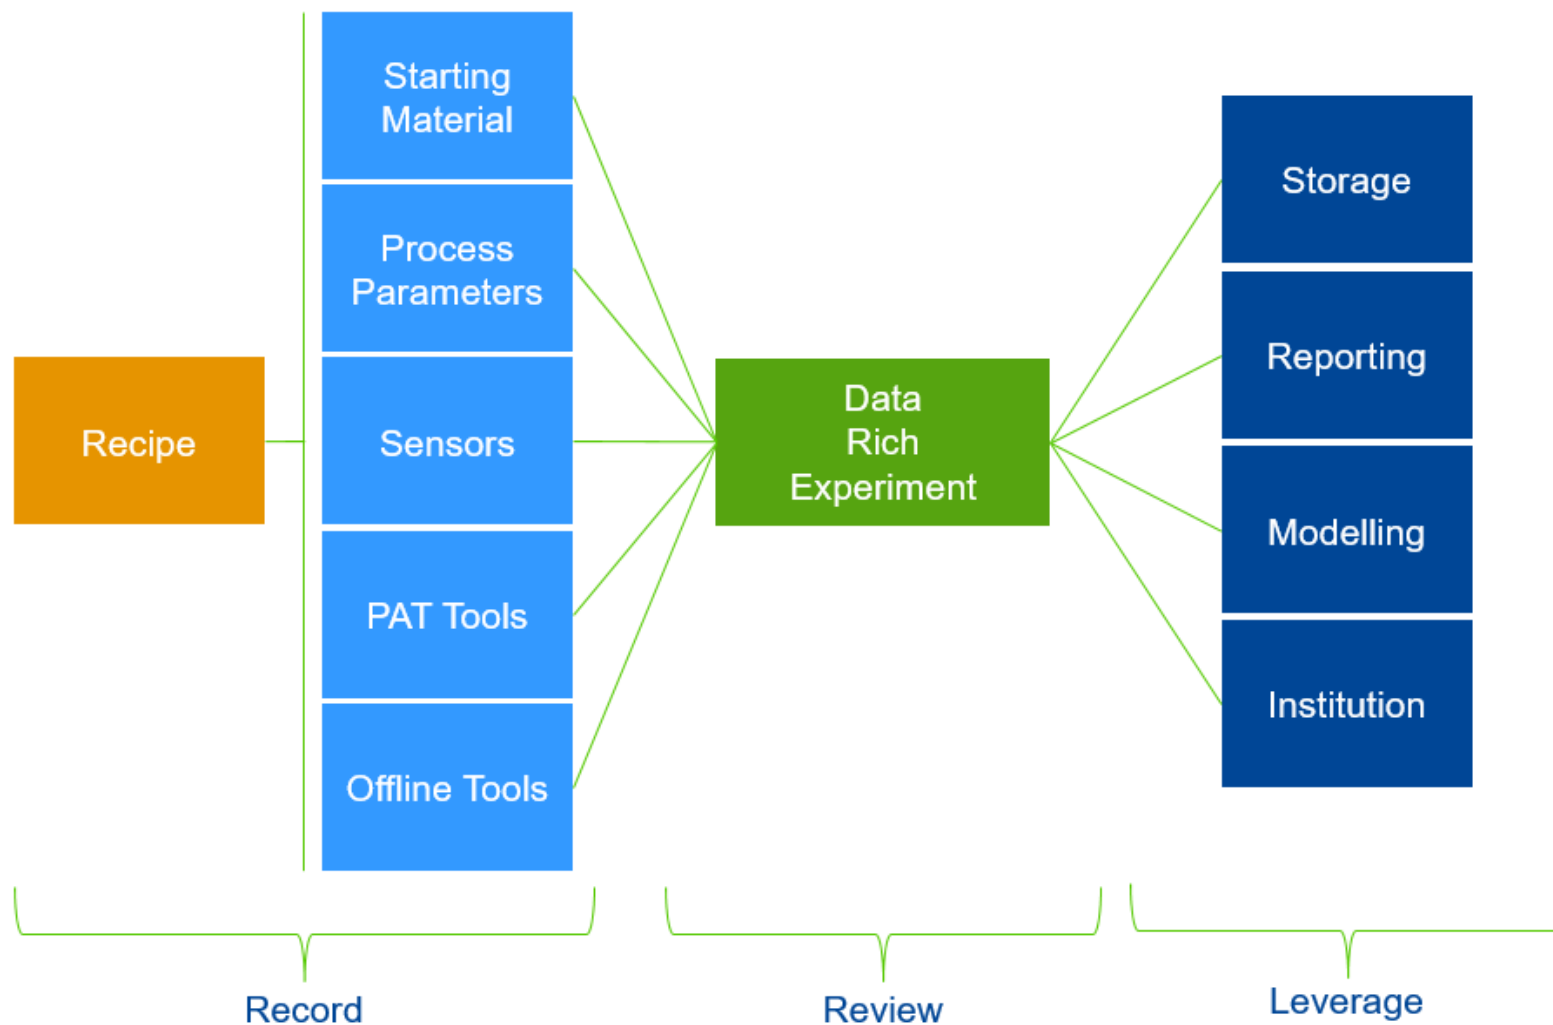 Recipe
Starting
Material
Process
Parameters
Sensors
PAT Tools
Offline Tools
Data
Rich
Experiment
Storage
Reporting
Modelling
Institution
Record
Review
Leverage